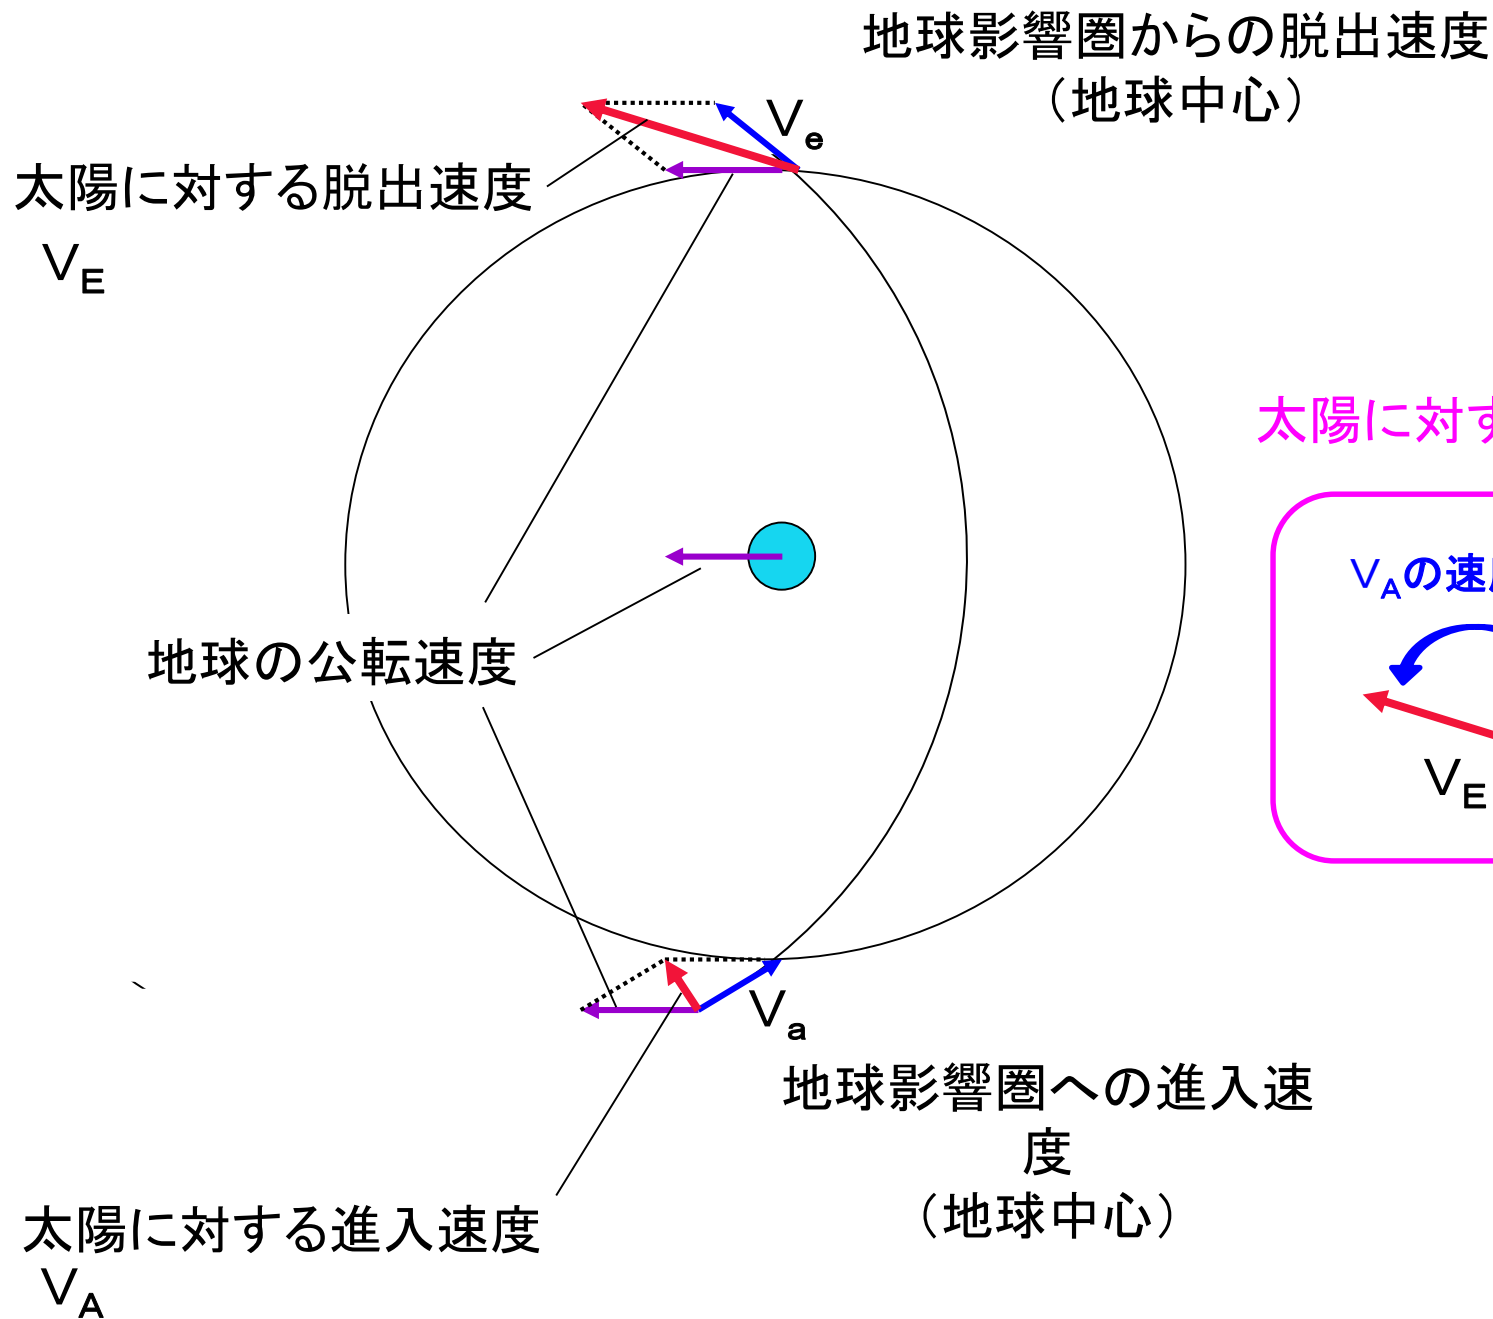 地球影響圏からの脱出速度
（地球中心）
Ve
太陽に対する脱出速度
VE
太陽に対
VAの速
VE
地球の公転速度
Va
地球影響圏への進入速
度
（地球中心）
太陽に対する進入速度
VA